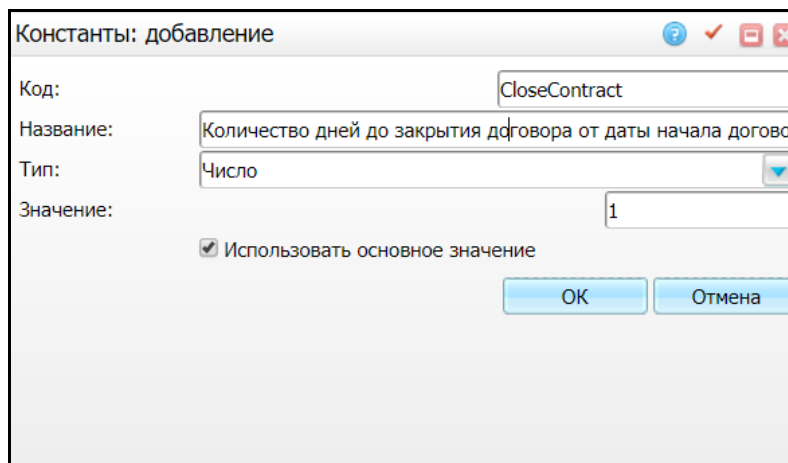 Константы: добавление
Код: CloseContract
Название: Количество дней до закрытия договора от даты начала догово
Тип: Число
Значение: 1
Использовать основное значение
ОК Отмена